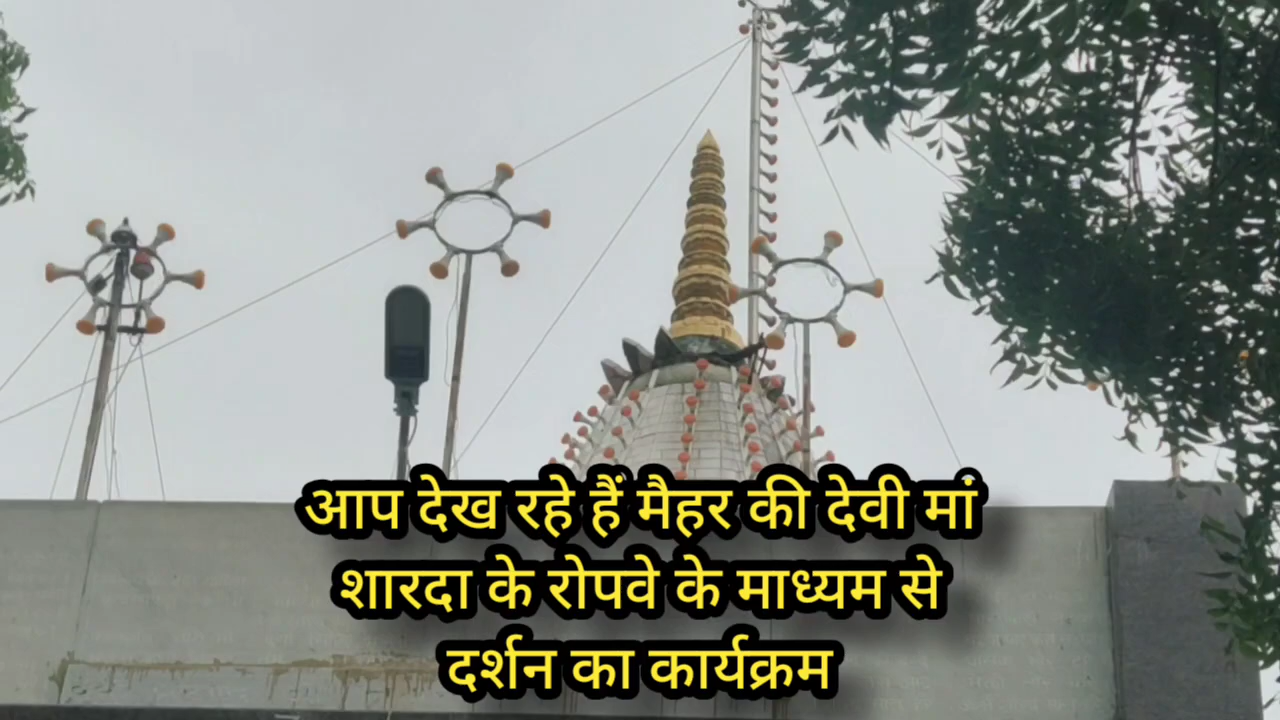 आप देख रहे हैं मैहर की देवी मां
शारदा के रोपवे के माध्यम से
दर्शन का कार्यक्रम